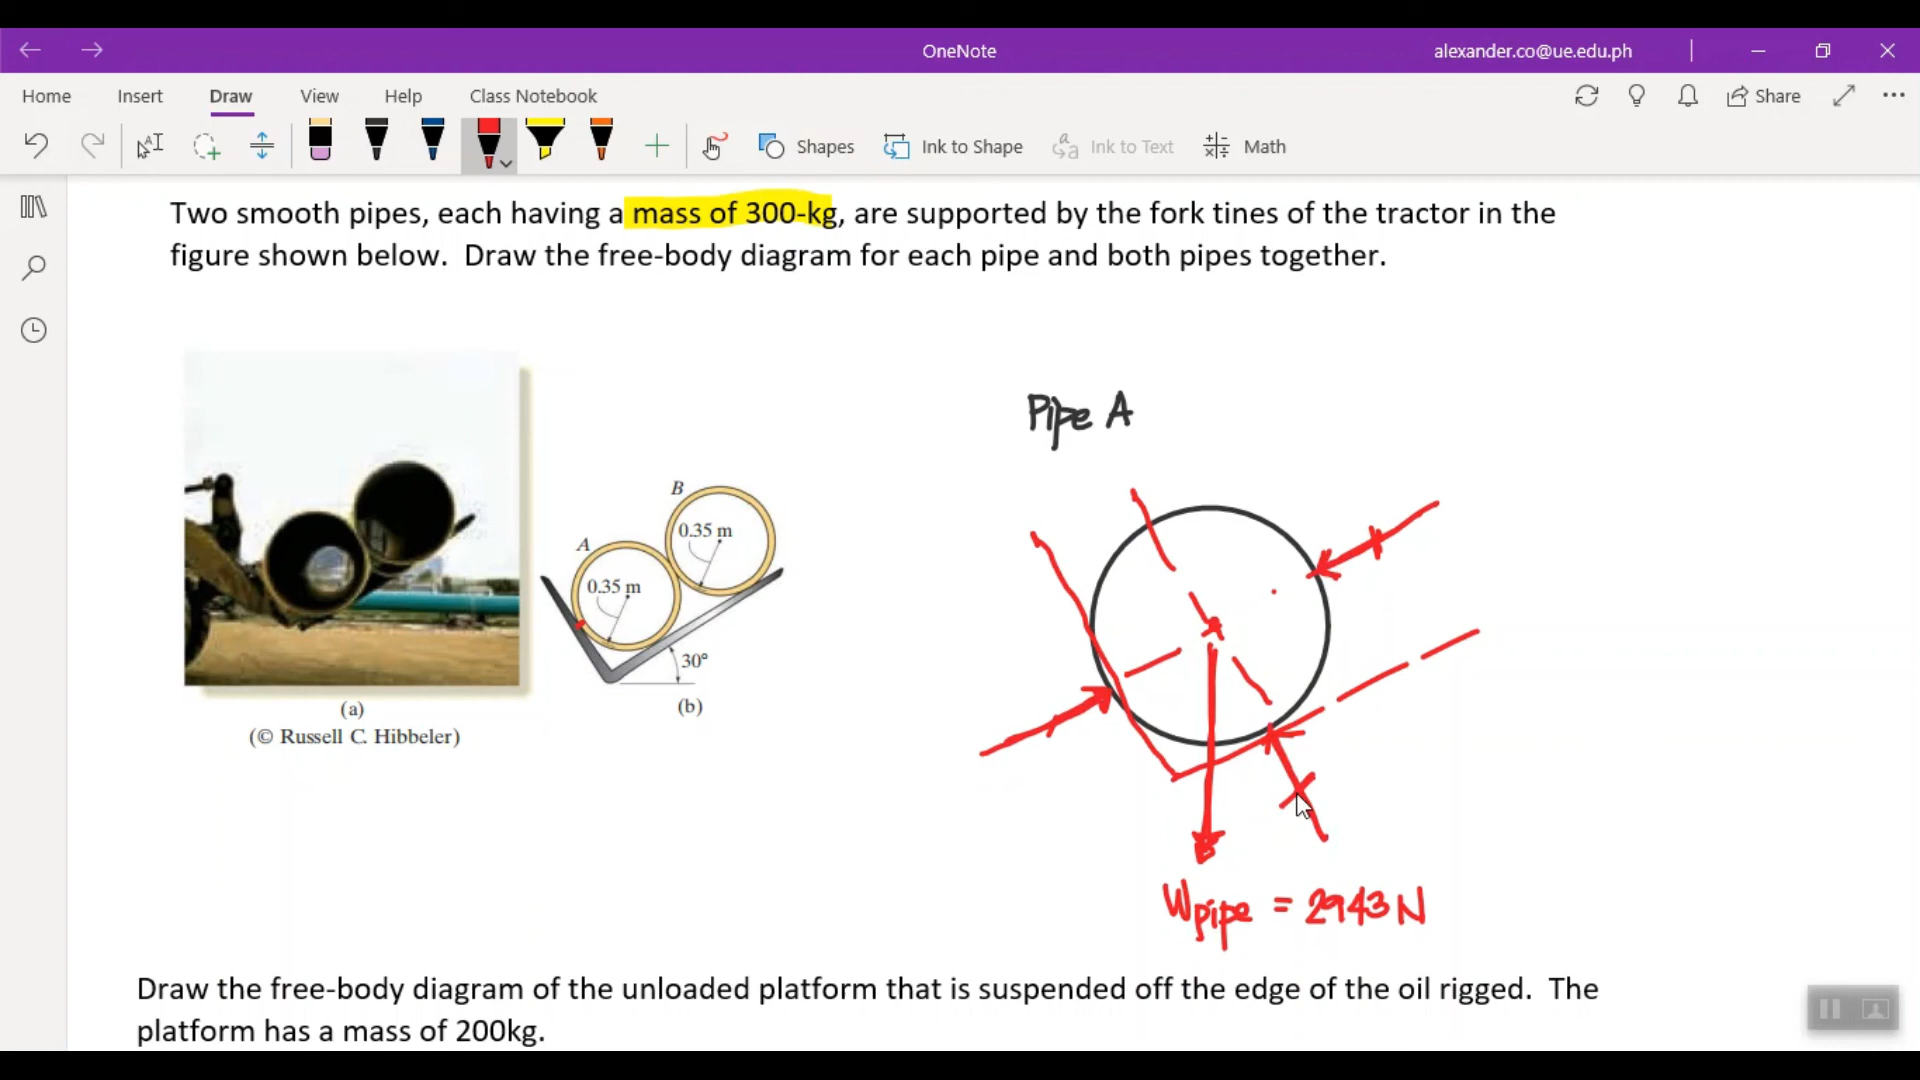 OneNote
alexander.co@ue.edu.ph
Home Insert Draw View Help Class Notebook Share
Shapes Ink to Shape Ink to Text Math
Two smooth pipes, each having a mass of 300-kg, are supported by the fork tines of the tractor in the
figure shown below. Draw the free-body diagram for each pipe and both pipes together.
Pipe A
B
0.35 m
A
0.35 m
30°
(a)
(b)
(© Russell C. Hibbeler)
Wpipe = 2943 N
Draw the free-body diagram of the unloaded platform that is suspended off the edge of the oil rigged. The
platform has a mass of 200kg.